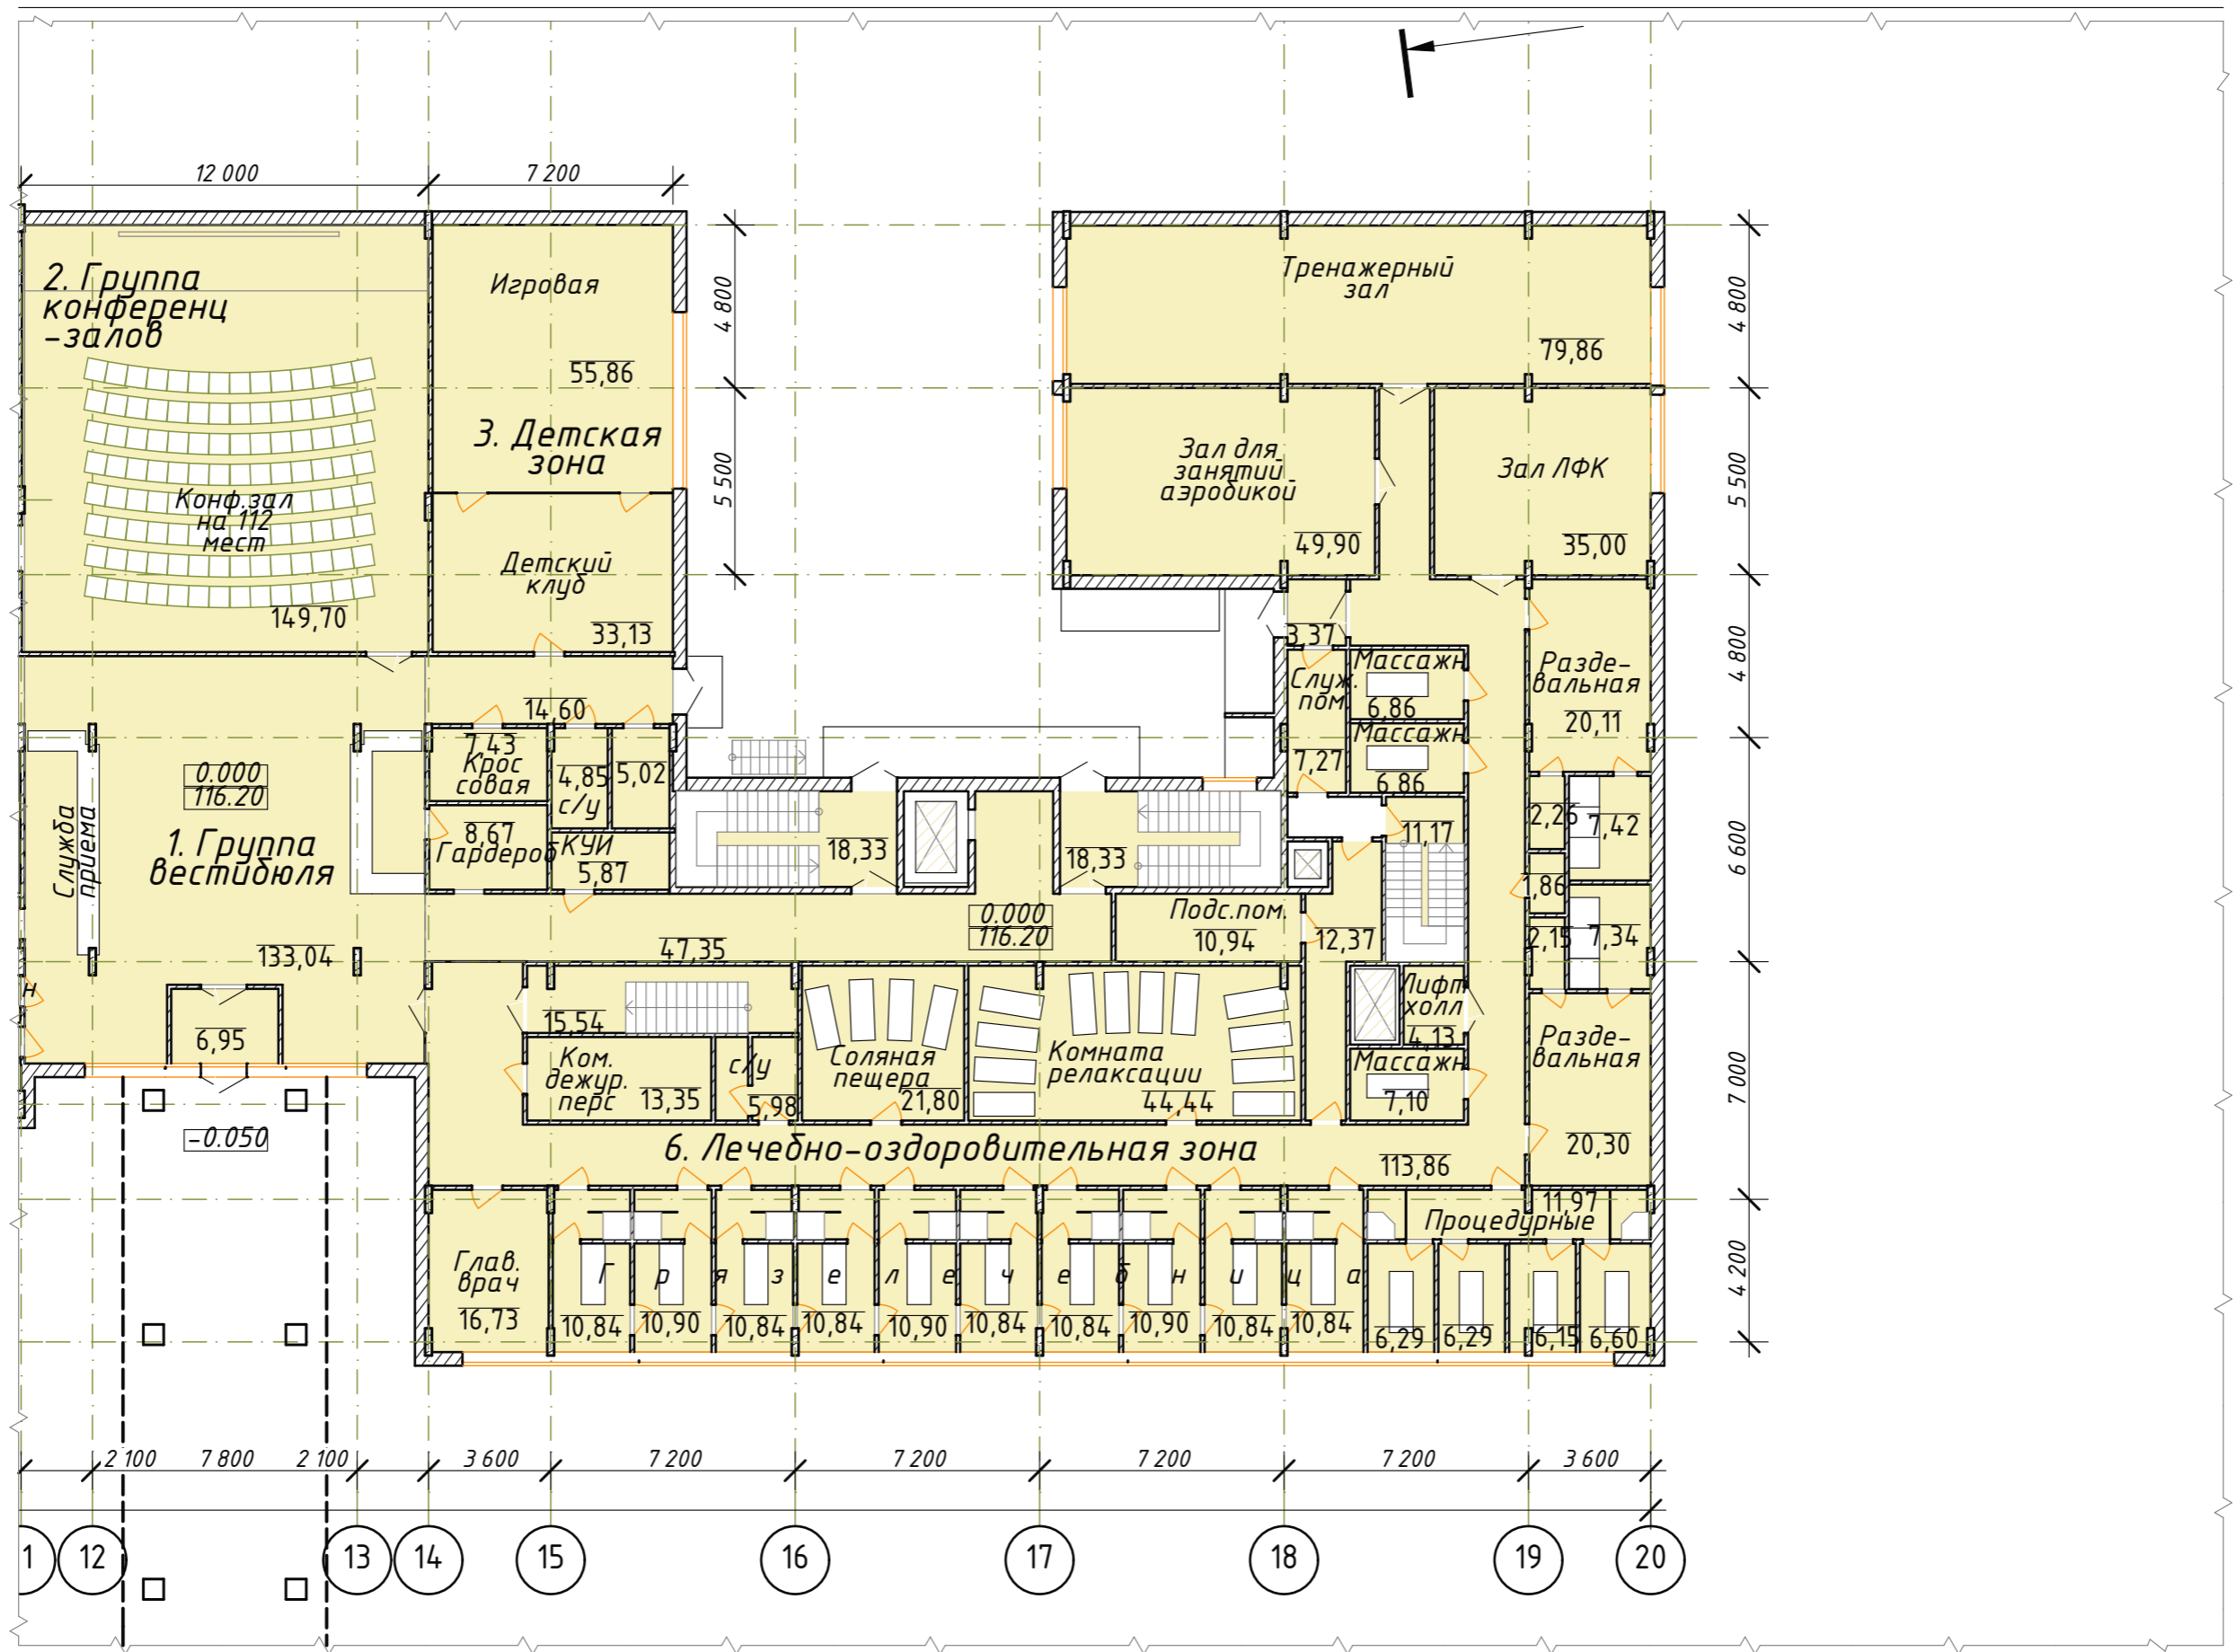 12 000
7 200
2. Группа
конференц
-залов
Игровая
55,86
3. Детская
зона
4 800
5 500
Конф.зал
на 112
мест
149,70
Детский
клуб
33,13
Тренажерный
зал
79,86
Зал для
занятий
аэробикой
49,90
Зал ЛФК
35,00
4 800
5 500
4 800
6 600
7 000
4 200
14,60
7,43
Крос
совая
4,85
с/у
5,02
0.000
116.20
Служба
приема
1. Группа
вестибюля
8,67
Гардероб
КУИ
5,87
133,04
18,33
18,33
3,37
Служ.
пом
7,27
Массажн
6,86
Массажн
6,86
Разде-
вальная
20,11
2,26
7,42
11,17
1,86
2,15
7,34
47,35
0.000
116.20
Подс.пом.
10,94
12,37
н
6,95
15,54
Ком.
дежур.
перс
13,35
с/у
5,98
Соляная
пещера
21,80
Комната
релаксации
44,44
Лифт
холл
4,13
Массажн
7,10
Разде-
вальная
20,30
-0.050
6. Лечебно-оздоровительная зона
113,86
11,97
Процедурные
Глав.
врач
16,73
Грязелечебница
10,84
10,90
10,84
10,84
10,90
10,84
10,84
10,90
10,84
10,84
6,29
6,29
6,15
6,60
2 100
7 800
2 100
3 600
7 200
7 200
7 200
7 200
3 600
1
12
13
14
15
16
17
18
19
20